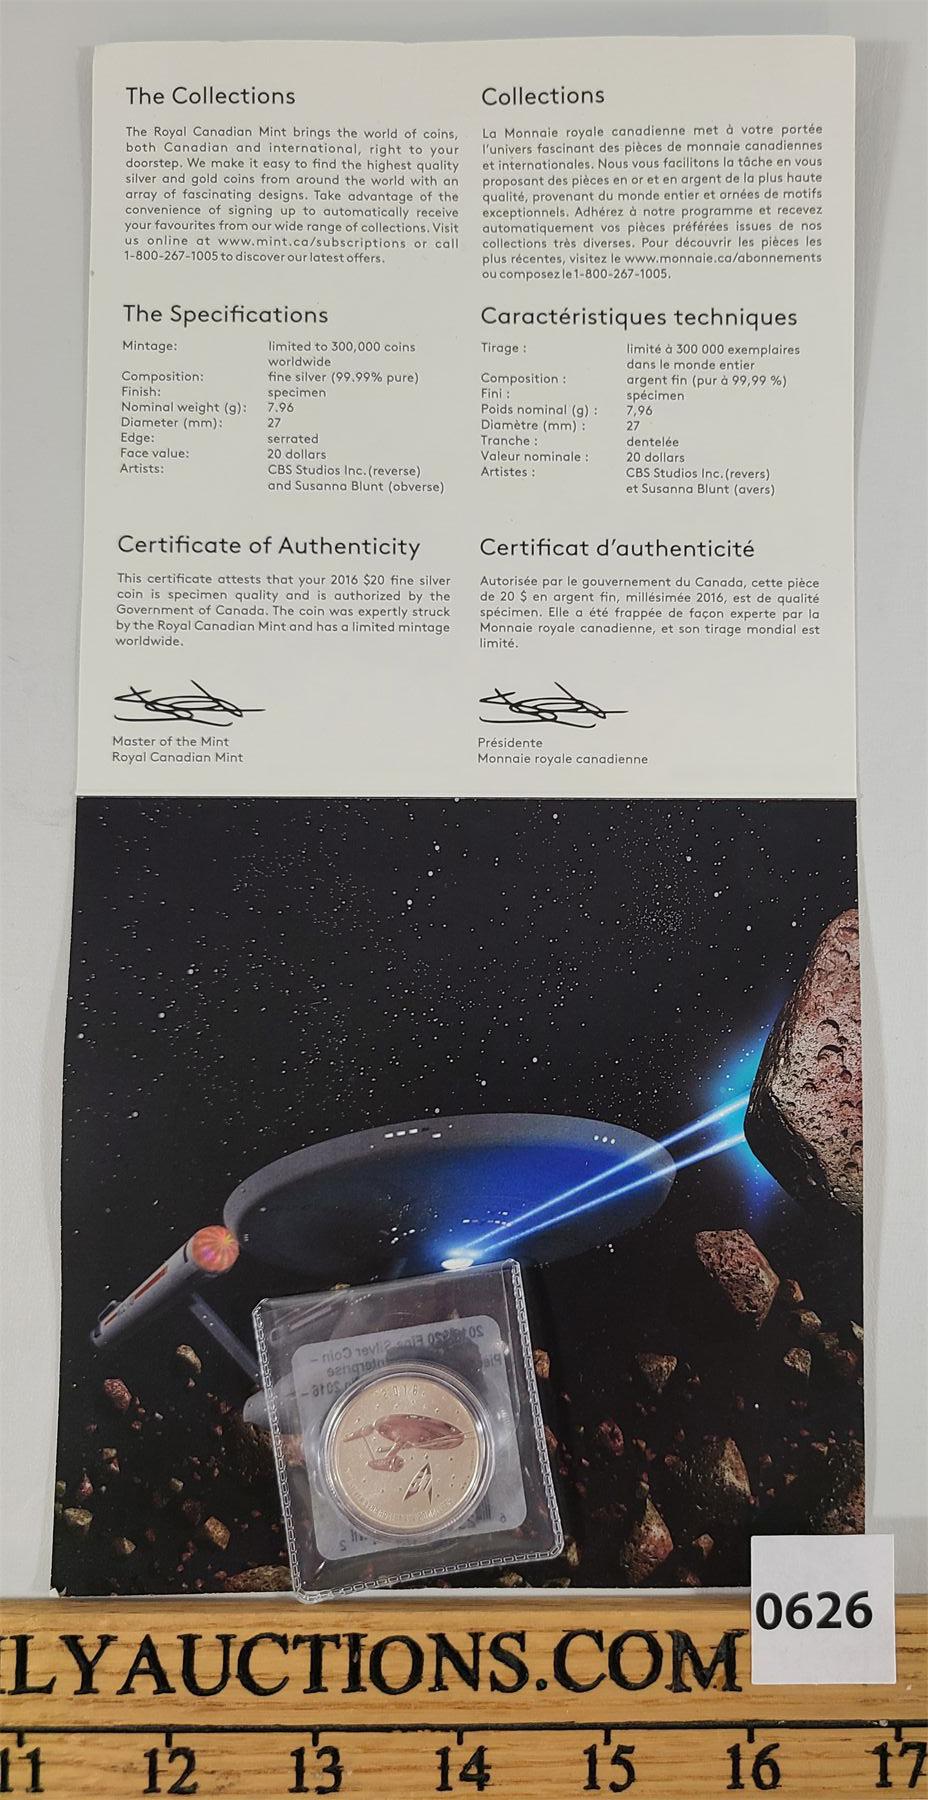 The Collections
The Royal Canadian Mint brings the world of coins,
both Canadian and international, right to your
doorstep. We make it easy to find the highest quality
silver and gold coins from around the world with an
array of fascinating designs. Take advantage of the
convenience of signing up to automatically receive
your favourites from our wide range of collections. Visit
us online at www.mint.ca/subscriptions or call
1-800-267-1005 to discover our latest offers.
Collections
La Monnaie royale canadienne met à votre portée
l'univers fascinant des pièces de monnaie canadiennes
et internationales. Nous vous facilitons la tâche en vous
proposant des pièces en or et en argent de la plus haute
qualité, provenant du monde entier et ornées de motifs
exceptionnels. Adhérez à notre programme et recevez
automatiquement vos pièces préférées issues de nos
collections très diverses. Pour découvrir les pièces les
plus récentes, visitez le www.monnaie.ca/abonnements
ou composez le 1-800-267-1005.
The Specifications
Mintage: limited to 300,000 coins
worldwide
Composition: fine silver (99.99% pure)
Finish: specimen
Nominal weight (g): 7.96
Diameter (mm): 27
Edge: serrated
Face value: 20 dollars
Artists: CBS Studios Inc. (reverse)
and Susanna Blunt (obverse)
Caractéristiques techniques
Tirage : limité à 300 000 exemplaires
dans le monde entier
Composition : argent fin (pur à 99,99 %)
Fini : spécimen
Poids nominal (g) : 7,96
Diamètre (mm) : 27
Tranche : dentelée
Valeur nominale : 20 dollars
Artistes : CBS Studios Inc. (revers)
et Susanna Blunt (avers)
Certificate of Authenticity
This certificate attests that your 2016 $20 fine silver
coin is specimen quality and is authorized by the
Government of Canada. The coin was expertly struck
by the Royal Canadian Mint and has a limited mintage
worldwide.
Master of the Mint
Royal Canadian Mint
Certificat d'authenticité
Autorisée par le gouvernement du Canada, cette pièce
de 20 $ en argent fin, millésimée 2016, est de qualité
spécimen. Elle a été frappée de façon experte par la
Monnaie royale canadienne, et son tirage mondial est
limité.
Présidente
Monnaie royale canadienne
$20 Fine Silver Coin –
2016
0626
LYAUCTIONS.COM
11 12 13 14 15 16 17